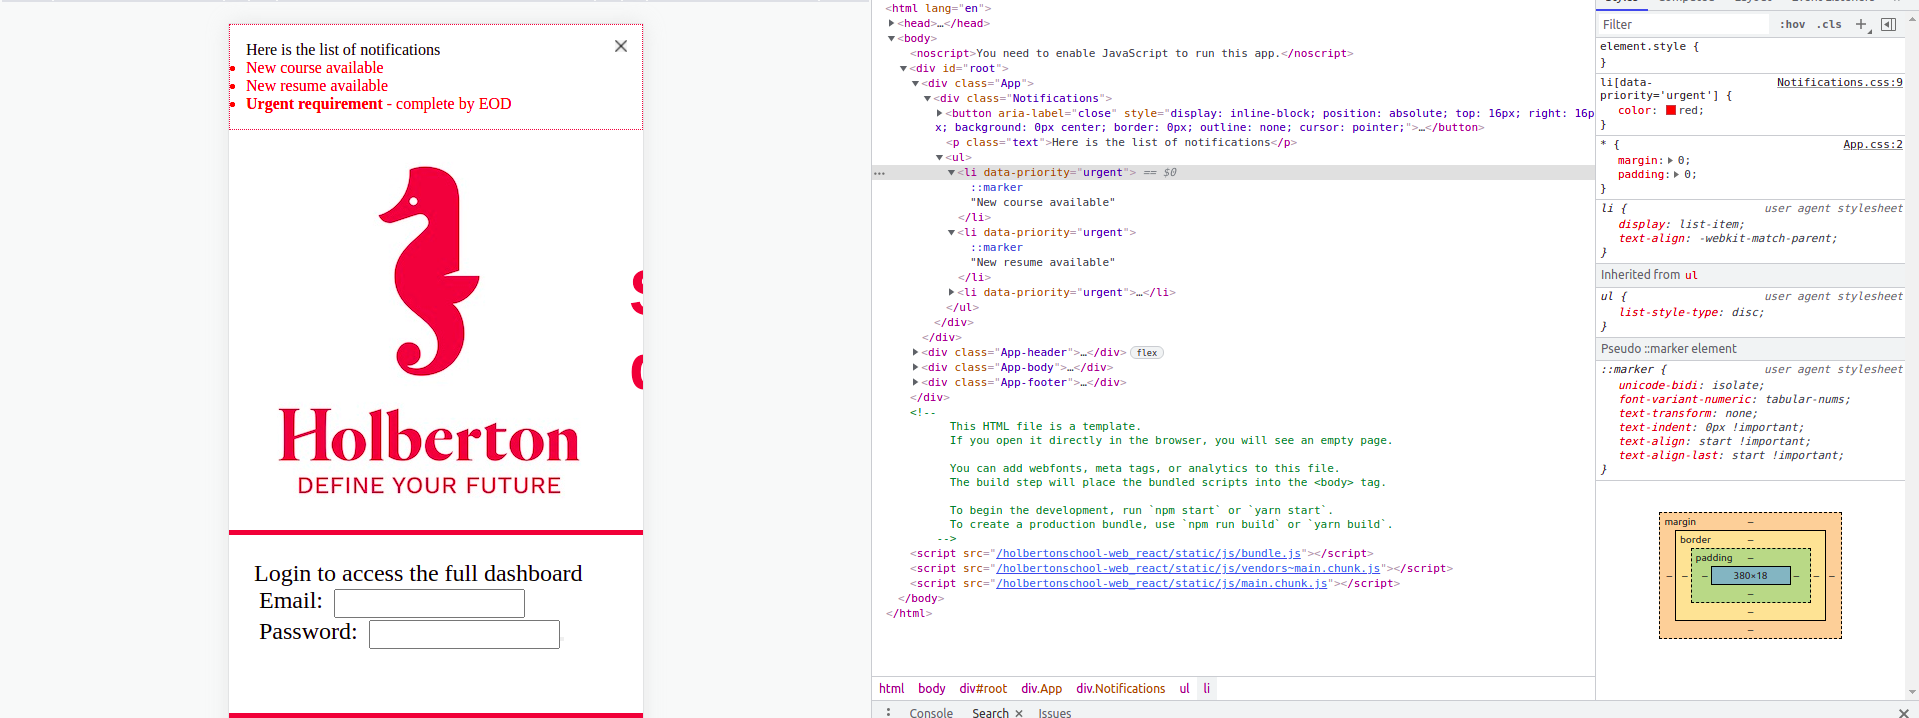 Here is the list of notifications
New course available
New resume available
Urgent requirement - complete by EOD
Holberton
DEFINE YOUR FUTURE
Login to access the full dashboard
Email:
Password:
<html lang="en">
<head>…</head>
<body>
<noscript>You need to enable JavaScript to run this app.</noscript>
<div id="root">
<div class="App">
<div class="Notifications">
<button aria-label="close" style="display: inline-block; position: absolute; top: 16px; right: 16p
x; background: 0px center; border: 0px; outline: none; cursor: pointer;">…</button>
<p class="text">Here is the list of notifications</p>
<ul>
<li data-priority="urgent"> == $0
::marker
"New course available"
</li>
<li data-priority="urgent">
::marker
"New resume available"
</li>
<li data-priority="urgent">…</li>
</ul>
</div>
</div>
<div class="App-header">…</div> flex
<div class="App-body">…</div>
<div class="App-footer">…</div>
</div>
<!--
This HTML file is a template.
If you open it directly in the browser, you will see an empty page.
You can add webfonts, meta tags, or analytics to this file.
The build step will place the bundled scripts into the <body> tag.
To begin the development, run `npm start` or `yarn start`.
To create a production bundle, use `npm run build` or `yarn build`.
-->
<script src="/holbertonschool-web_react/static/js/bundle.js"></script>
<script src="/holbertonschool-web_react/static/js/vendors~main.chunk.js"></script>
<script src="/holbertonschool-web_react/static/js/main.chunk.js"></script>
</body>
</html>
html body div#root div.App div.Notifications ul li
Console Search × Issues
Filter :hov .cls
element.style {
}
li[data- Notifications.css:9
priority='urgent'] {
color: red;
}
* { App.css:2
margin: 0;
padding: 0;
}
li { user agent stylesheet
display: list-item;
text-align: -webkit-match-parent;
}
Inherited from ul
ul { user agent stylesheet
list-style-type: disc;
}
Pseudo ::marker element
::marker { user agent stylesheet
unicode-bidi: isolate;
font-variant-numeric: tabular-nums;
text-transform: none;
text-indent: 0px !important;
text-align: start !important;
text-align-last: start !important;
}
margin –
border –
padding –
– – – 380×18 – – –
–
–
–